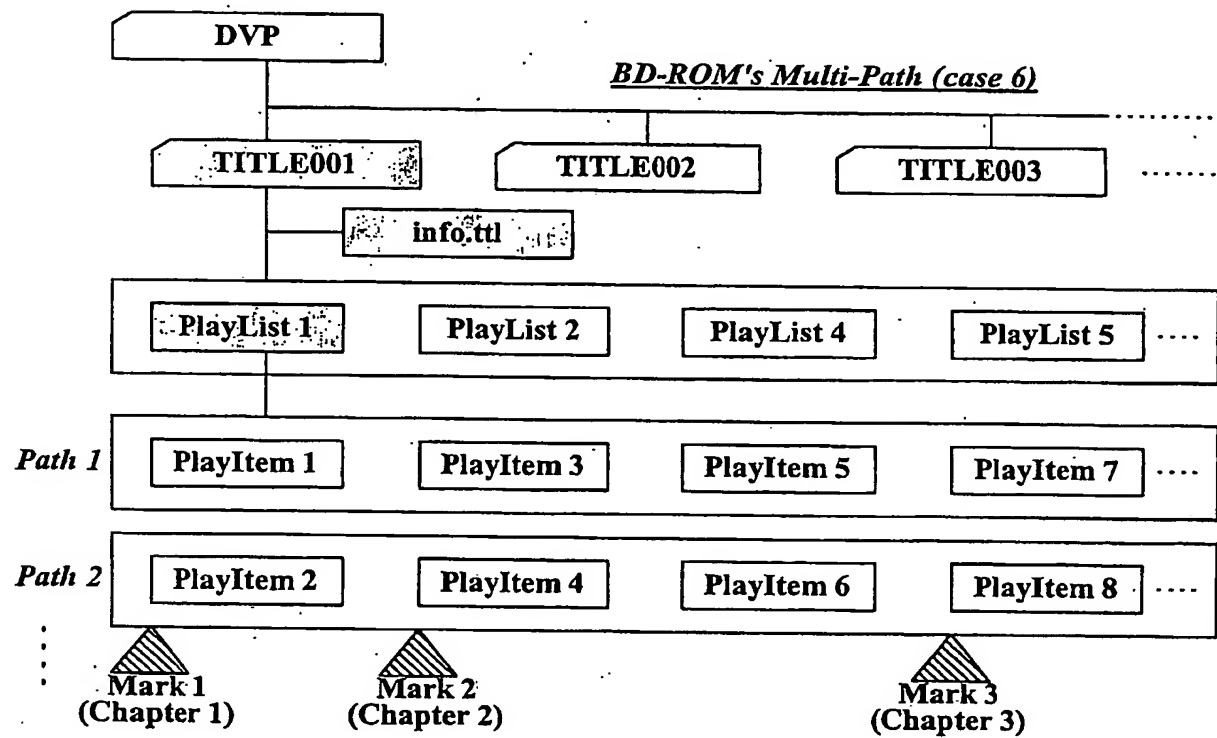 DVP
BD-ROM's Multi-Path (case 6)
TITLE001
TITLE002
TITLE003
info.ttl
PlayList 1
PlayList 2
PlayList 4
PlayList 5
Path 1
PlayItem 1
PlayItem 3
PlayItem 5
PlayItem 7
Path 2
PlayItem 2
PlayItem 4
PlayItem 6
PlayItem 8
Mark 1
(Chapter 1)
Mark 2
(Chapter 2)
Mark 3
(Chapter 3)